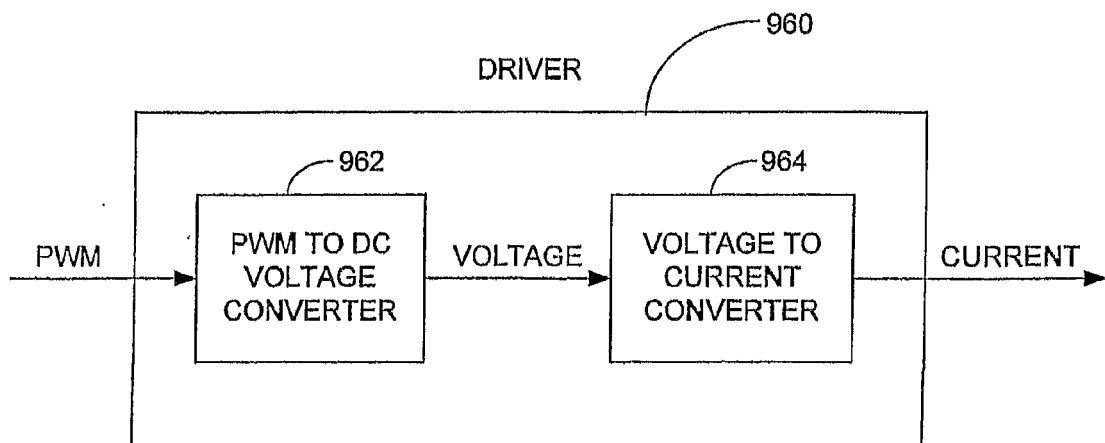 960
DRIVER
962
964
PWM
PWM TO DC
VOLTAGE
CONVERTER
VOLTAGE
VOLTAGE TO
CURRENT
CONVERTER
CURRENT